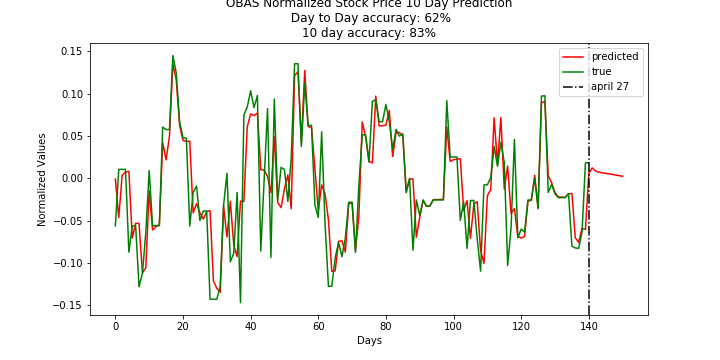 OBAS Normalized Stock Price 10 Day Prediction
Day to Day accuracy: 62%
10 day accuracy: 83%
predicted
true
april 27
Normalized Values
0.15
0.10
0.05
0.00
−0.05
−0.10
−0.15
0 20 40 60 80 100 120 140
Days